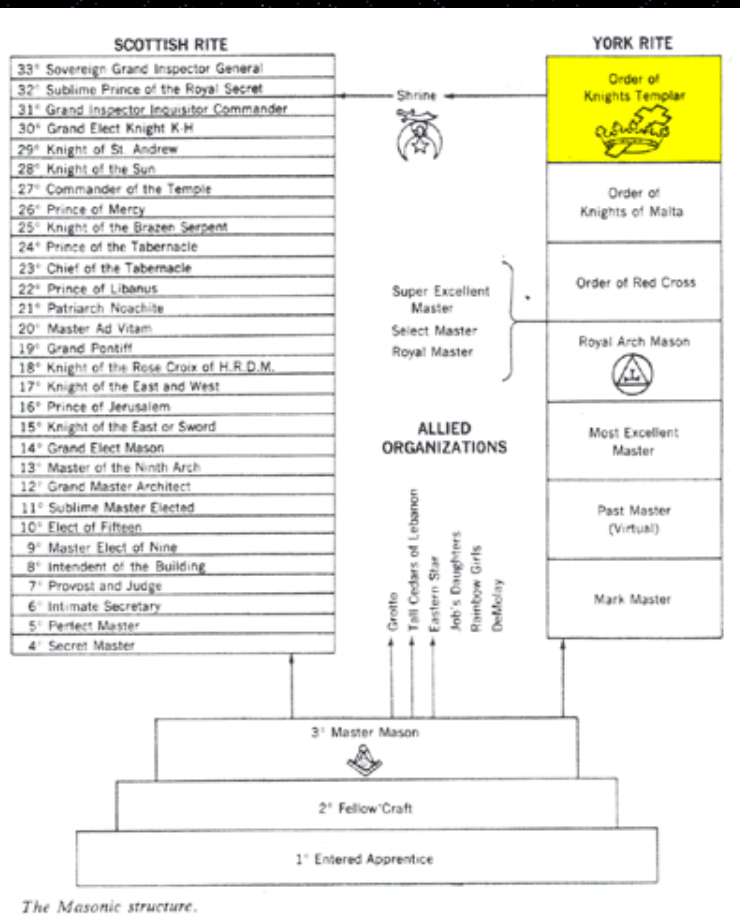 SCOTTISH RITE
33° Sovereign Grand Inspector General
32° Sublime Prince of the Royal Secret
31° Grand Inspector Inquisitor Commander
30° Grand Elect Knight K-H
29° Knight of St. Andrew
28° Knight of the Sun
27° Commander of the Temple
26° Prince of Mercy
25° Knight of the Brazen Serpent
24° Prince of the Tabernacle
23° Chief of the Tabernacle
22° Prince of Libanus
21° Patriarch Noachite
20° Master Ad Vitam
19° Grand Pontiff
18° Knight of the Rose Croix of H.R.D.M.
17° Knight of the East and West
16° Prince of Jerusalem
15° Knight of the East or Sword
14° Grand Elect Mason
13° Master of the Ninth Arch
12° Grand Master Architect
11° Sublime Master Elected
10° Elect of Fifteen
9° Master Elect of Nine
8° Intendent of the Building
7° Provost and Judge
6° Intimate Secretary
5° Perfect Master
4° Secret Master
Shrine
Super Excellent
Master
Select Master
Royal Master
ALLIED
ORGANIZATIONS
Grotto
Tall Cedars of Lebanon
Eastern Star
Job's Daughters
Rainbow Girls
DeMolay
YORK RITE
Order of
Knights Templar
Order of
Knights of Malta
Order of Red Cross
Royal Arch Mason
Most Excellent
Master
Past Master
(Virtual)
Mark Master
3° Master Mason
2° Fellow Craft
1° Entered Apprentice
The Masonic structure.